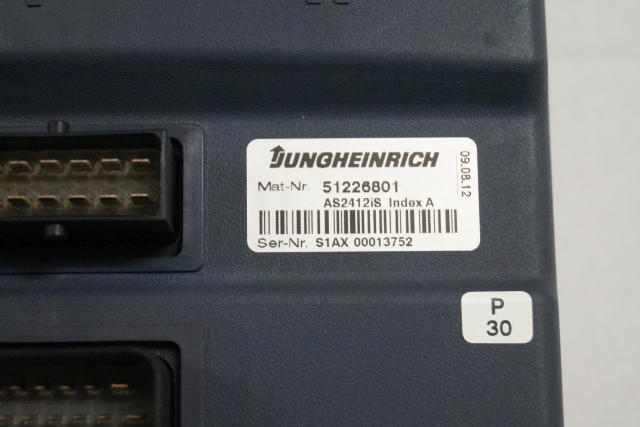 JUNGHEINRICH
09.08.12
Mat-Nr. 51226801
AS2412iS Index A
Ser-Nr. S1AX 00013752
P
30